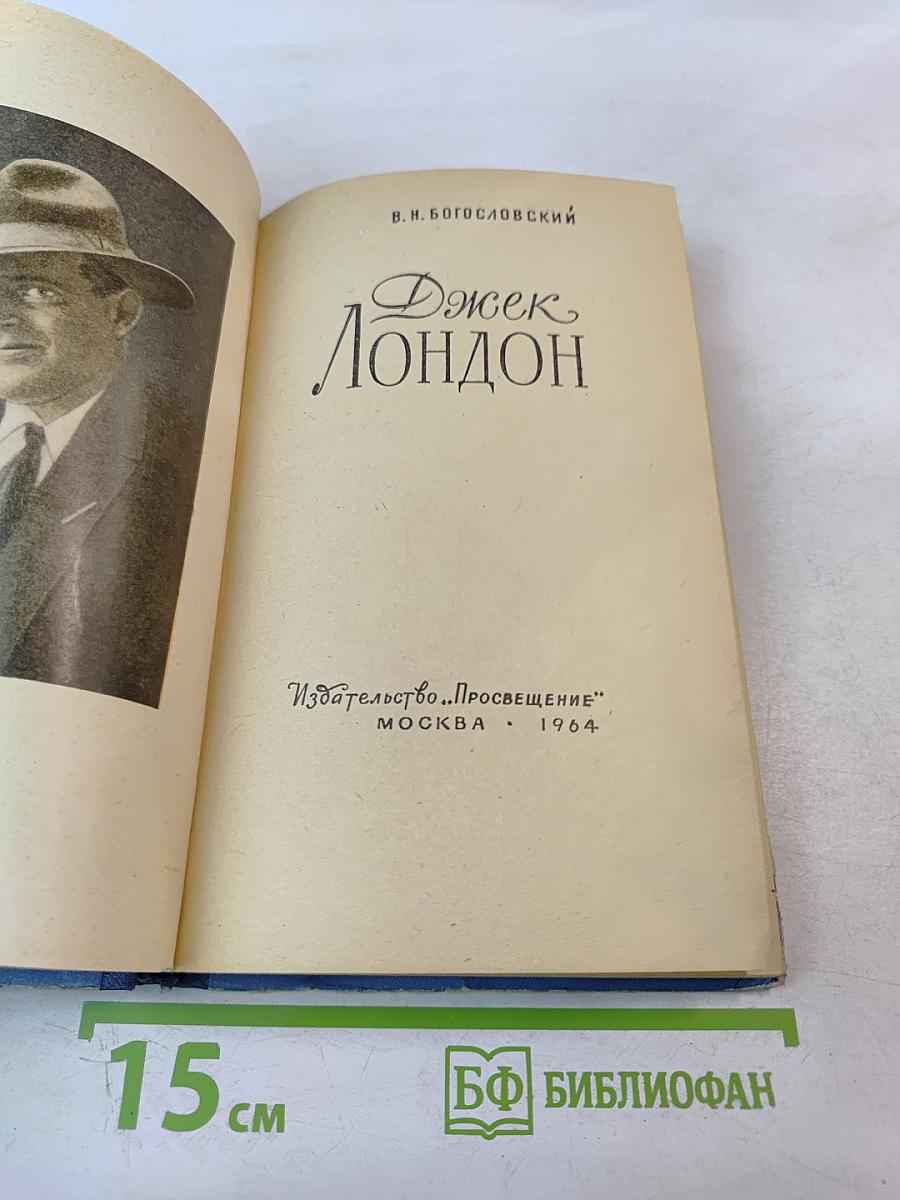 В. Н. БОГОСЛОВСКИЙ
Джек
ЛОНДОН
Издательство „Просвещение“
МОСКВА · 1964
15 см
БФ БИБЛИОФАН